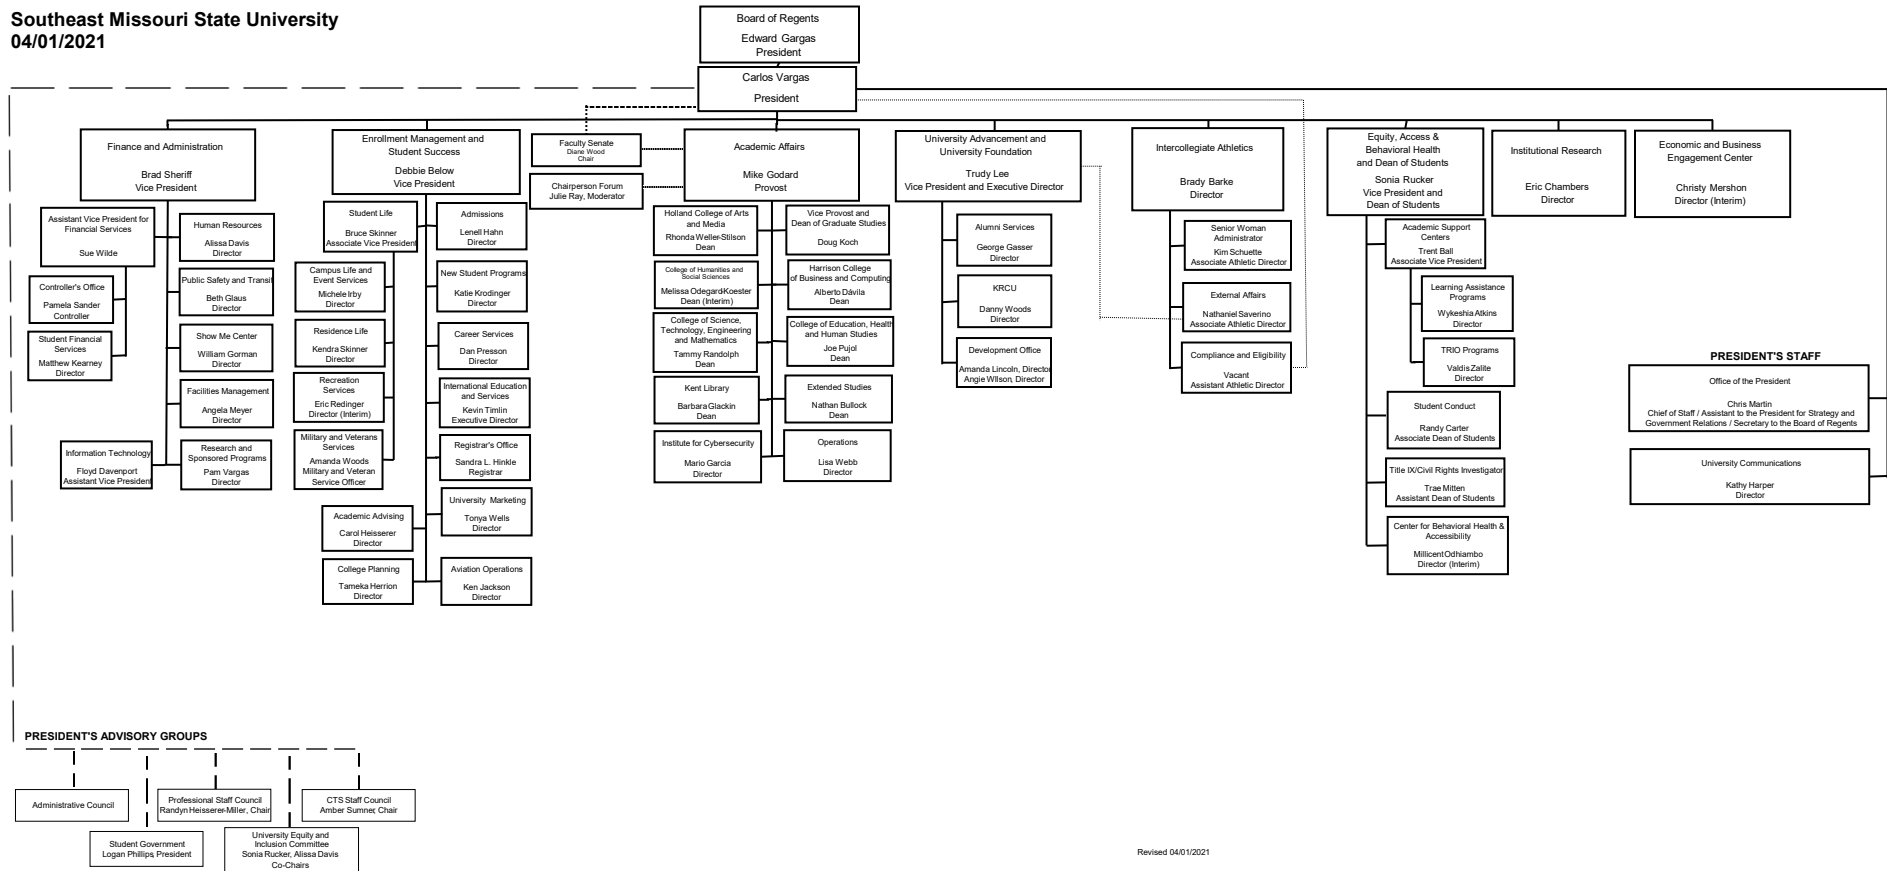 Southeast Missouri State University
04/01/2021
Board of Regents
Edward Gargas
President
Carlos Vargas
President
Finance and Administration
Brad Sheriff
Vice President
Assistant Vice President for
Financial Services
Sue Wilde
Human Resources
Alissa Davis
Director
Controller's Office
Pamela Sander
Controller
Public Safety and Transit
Beth Glaus
Director
Student Financial
Services
Matthew Kearney
Director
Show Me Center
William Gorman
Director
Facilities Management
Angela Meyer
Director
Information Technology
Floyd Davenport
Assistant Vice President
Research and
Sponsored Programs
Pam Vargas
Director
Enrollment Management and
Student Success
Debbie Below
Vice President
Student Life
Bruce Skinner
Associate Vice President
Admissions
Lenell Hahn
Director
Campus Life and
Event Services
Michele Irby
Director
New Student Programs
Katie Krodinger
Director
Residence Life
Kendra Skinner
Director
Career Services
Dan Presson
Director
Recreation
Services
Eric Redinger
Director (Interim)
International Education
and Services
Kevin Timlin
Executive Director
Military and Veterans
Services
Amanda Woods
Military and Veteran
Service Officer
Registrar's Office
Sandra L. Hinkle
Registrar
Academic Advising
Carol Heisserer
Director
University Marketing
Tonya Wells
Director
College Planning
Tameka Herrion
Director
Aviation Operations
Ken Jackson
Director
Faculty Senate
Diane Wood
Chair
Chairperson Forum
Julie Ray, Moderator
Academic Affairs
Mike Godard
Provost
Holland College of Arts
and Media
Rhonda Weller-Stilson
Dean
Vice Provost and
Dean of Graduate Studies
Doug Koch
College of Humanities and
Social Sciences
Melissa Odegard-Koester
Dean (Interim)
Harrison College
of Business and Computing
Alberto Dávila
Dean
College of Science,
Technology, Engineering
and Mathematics
Tammy Randolph
Dean
College of Education, Health
and Human Studies
Joe Pujol
Dean
Kent Library
Barbara Glackin
Dean
Extended Studies
Nathan Bullock
Dean
Institute for Cybersecurity
Mario Garcia
Director
Operations
Lisa Webb
Director
University Advancement and
University Foundation
Trudy Lee
Vice President and Executive Director
Alumni Services
George Gasser
Director
KRCU
Danny Woods
Director
Development Office
Amanda Lincoln, Director
Angie WIlson, Director
Intercollegiate Athletics
Brady Barke
Director
Senior Woman
Administrator
Kim Schuette
Associate Athletic Director
External Affairs
Nathaniel Saverino
Associate Athletic Director
Compliance and Eligibility
Vacant
Assistant Athletic Director
Equity, Access &
Behavioral Health
and Dean of Students
Sonia Rucker
Vice President and
Dean of Students
Academic Support
Centers
Trent Ball
Associate Vice President
Learning Assistance
Programs
Wykeshia Atkins
Director
TRIO Programs
Valdis Zalite
Director
Student Conduct
Randy Carter
Associate Dean of Students
Title IX/Civil Rights Investigator
Trae Mitten
Assistant Dean of Students
Center for Behavioral Health &
Accessibility
Millicent Odhiambo
Director (Interim)
Institutional Research
Eric Chambers
Director
Economic and Business
Engagement Center
Christy Mershon
Director (Interim)
PRESIDENT'S STAFF
Office of the President
Chris Martin
Chief of Staff / Assistant to the President for Strategy and
Government Relations / Secretary to the Board of Regents
University Communications
Kathy Harper
Director
PRESIDENT'S ADVISORY GROUPS
Administrative Council
Professional Staff Council
Randyn Heisserer-Miller, Chair
CTS Staff Council
Amber Sumner, Chair
Student Government
Logan Phillips, President
University Equity and
Inclusion Committee
Sonia Rucker, Alissa Davis
Co-Chairs
Revised 04/01/2021